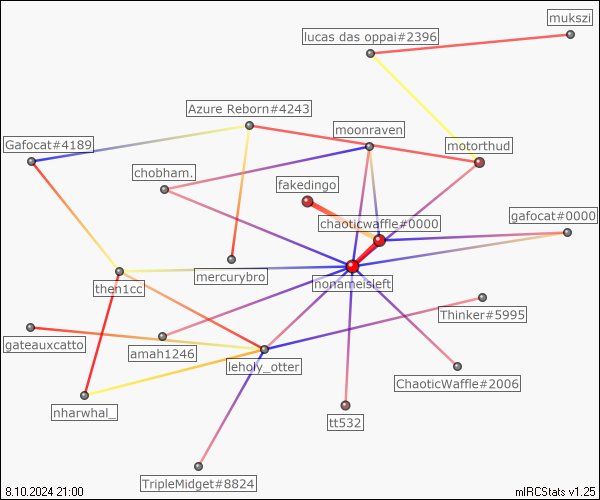 mukszi
lucas das oppai#2396
Azure Reborn#4243
moonraven
Gafocat#4189
motorthud
chobham.
fakedingo
gafocat#0000
chaoticwaffle#0000
mercurybro
nonameisleft
then1cc
Thinker#5995
gateauxcatto
amah1246
leholy_otter
ChaoticWaffle#2006
nharwhal_
tt532
TripleMidget#8824
8.10.2024 21:00
mIRCStats v1.25